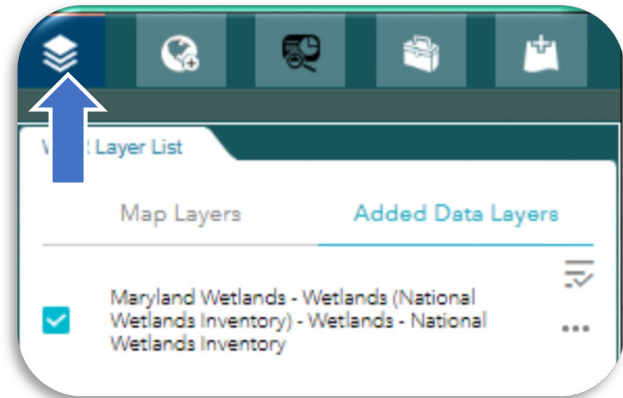 Layer List
Map Layers
Added Data Layers
Maryland Wetlands - Wetlands (National
Wetlands Inventory) - Wetlands - National
Wetlands Inventory